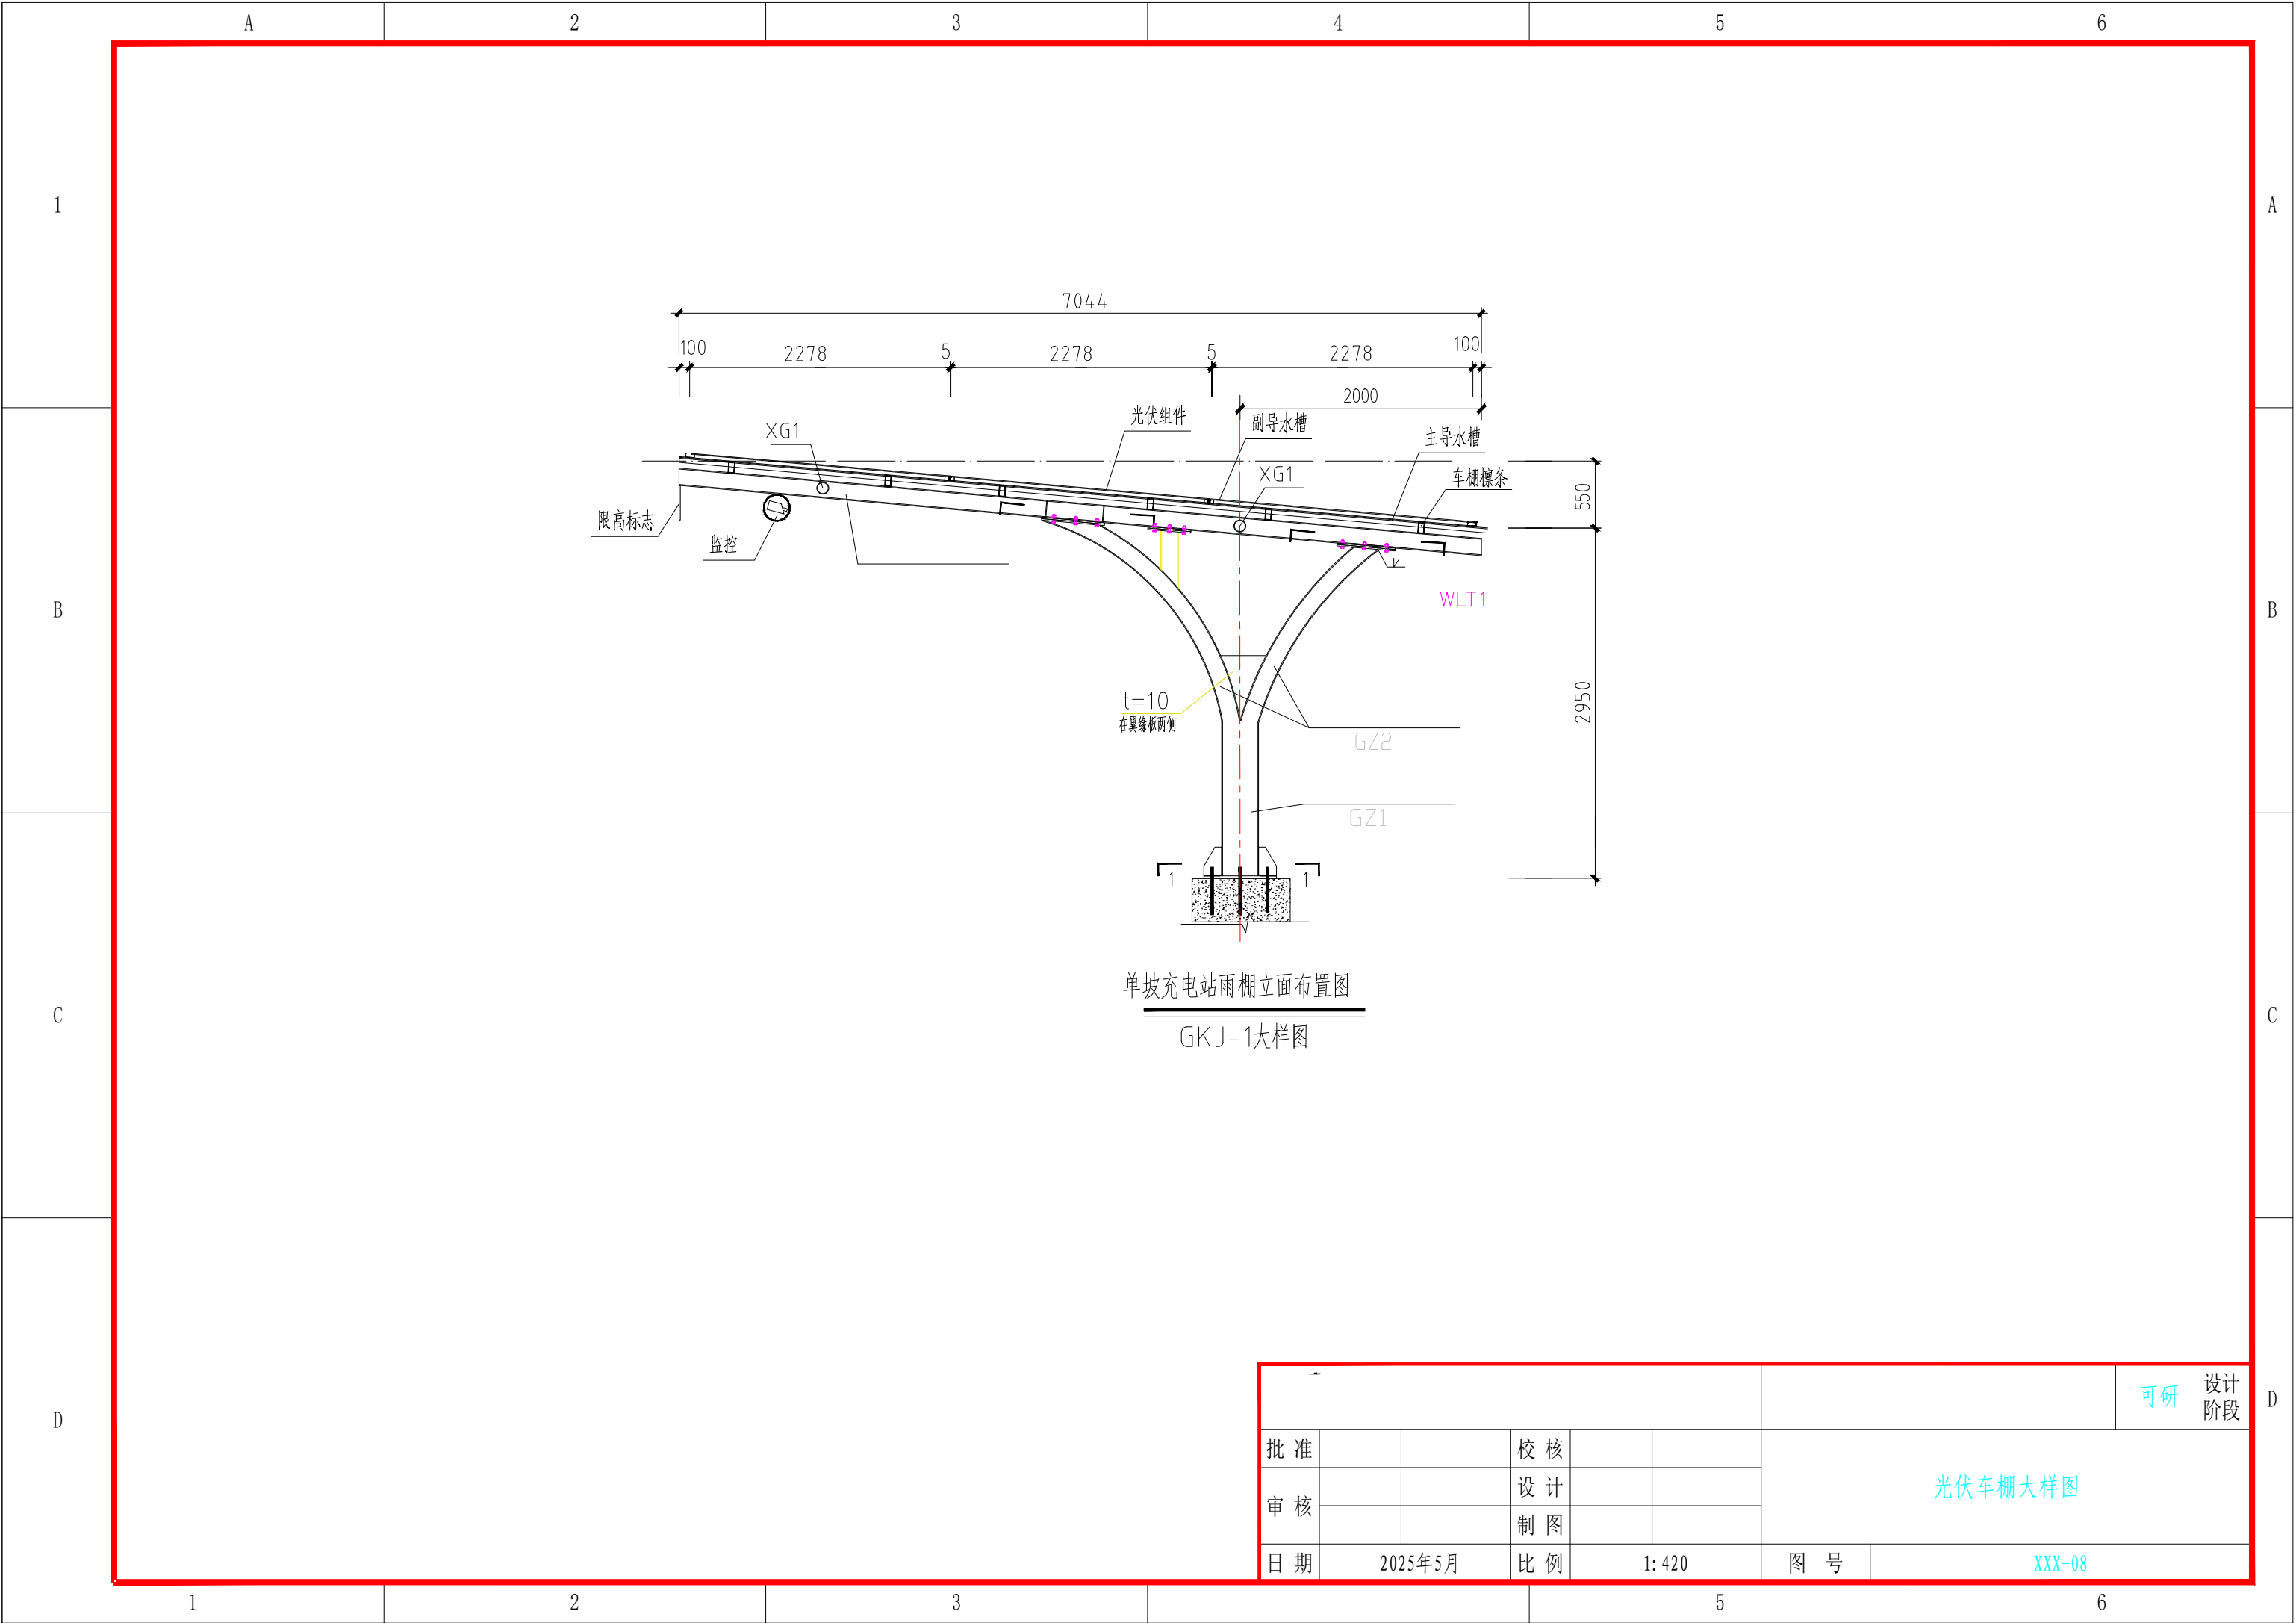 A 2 3 4 5 6
1
A
7044
100 2278 5 2278 5 2278 100
2000
光伏组件
副导水槽
主导水槽
XG1
XG1
车棚檩条
550
限高标志
监控
B
WLT1
B
2950
t=10
在翼缘板两侧
GZ2
GZ1
1 1
单坡充电站雨棚立面布置图
GKJ-1大样图
C
C
可研 设计
阶段
D
D
批 准 校 核
设 计
光伏车棚大样图
审 核
制 图
日 期 2025年5月 比 例 1:420 图 号 XXX-08
1 2 3 5 6